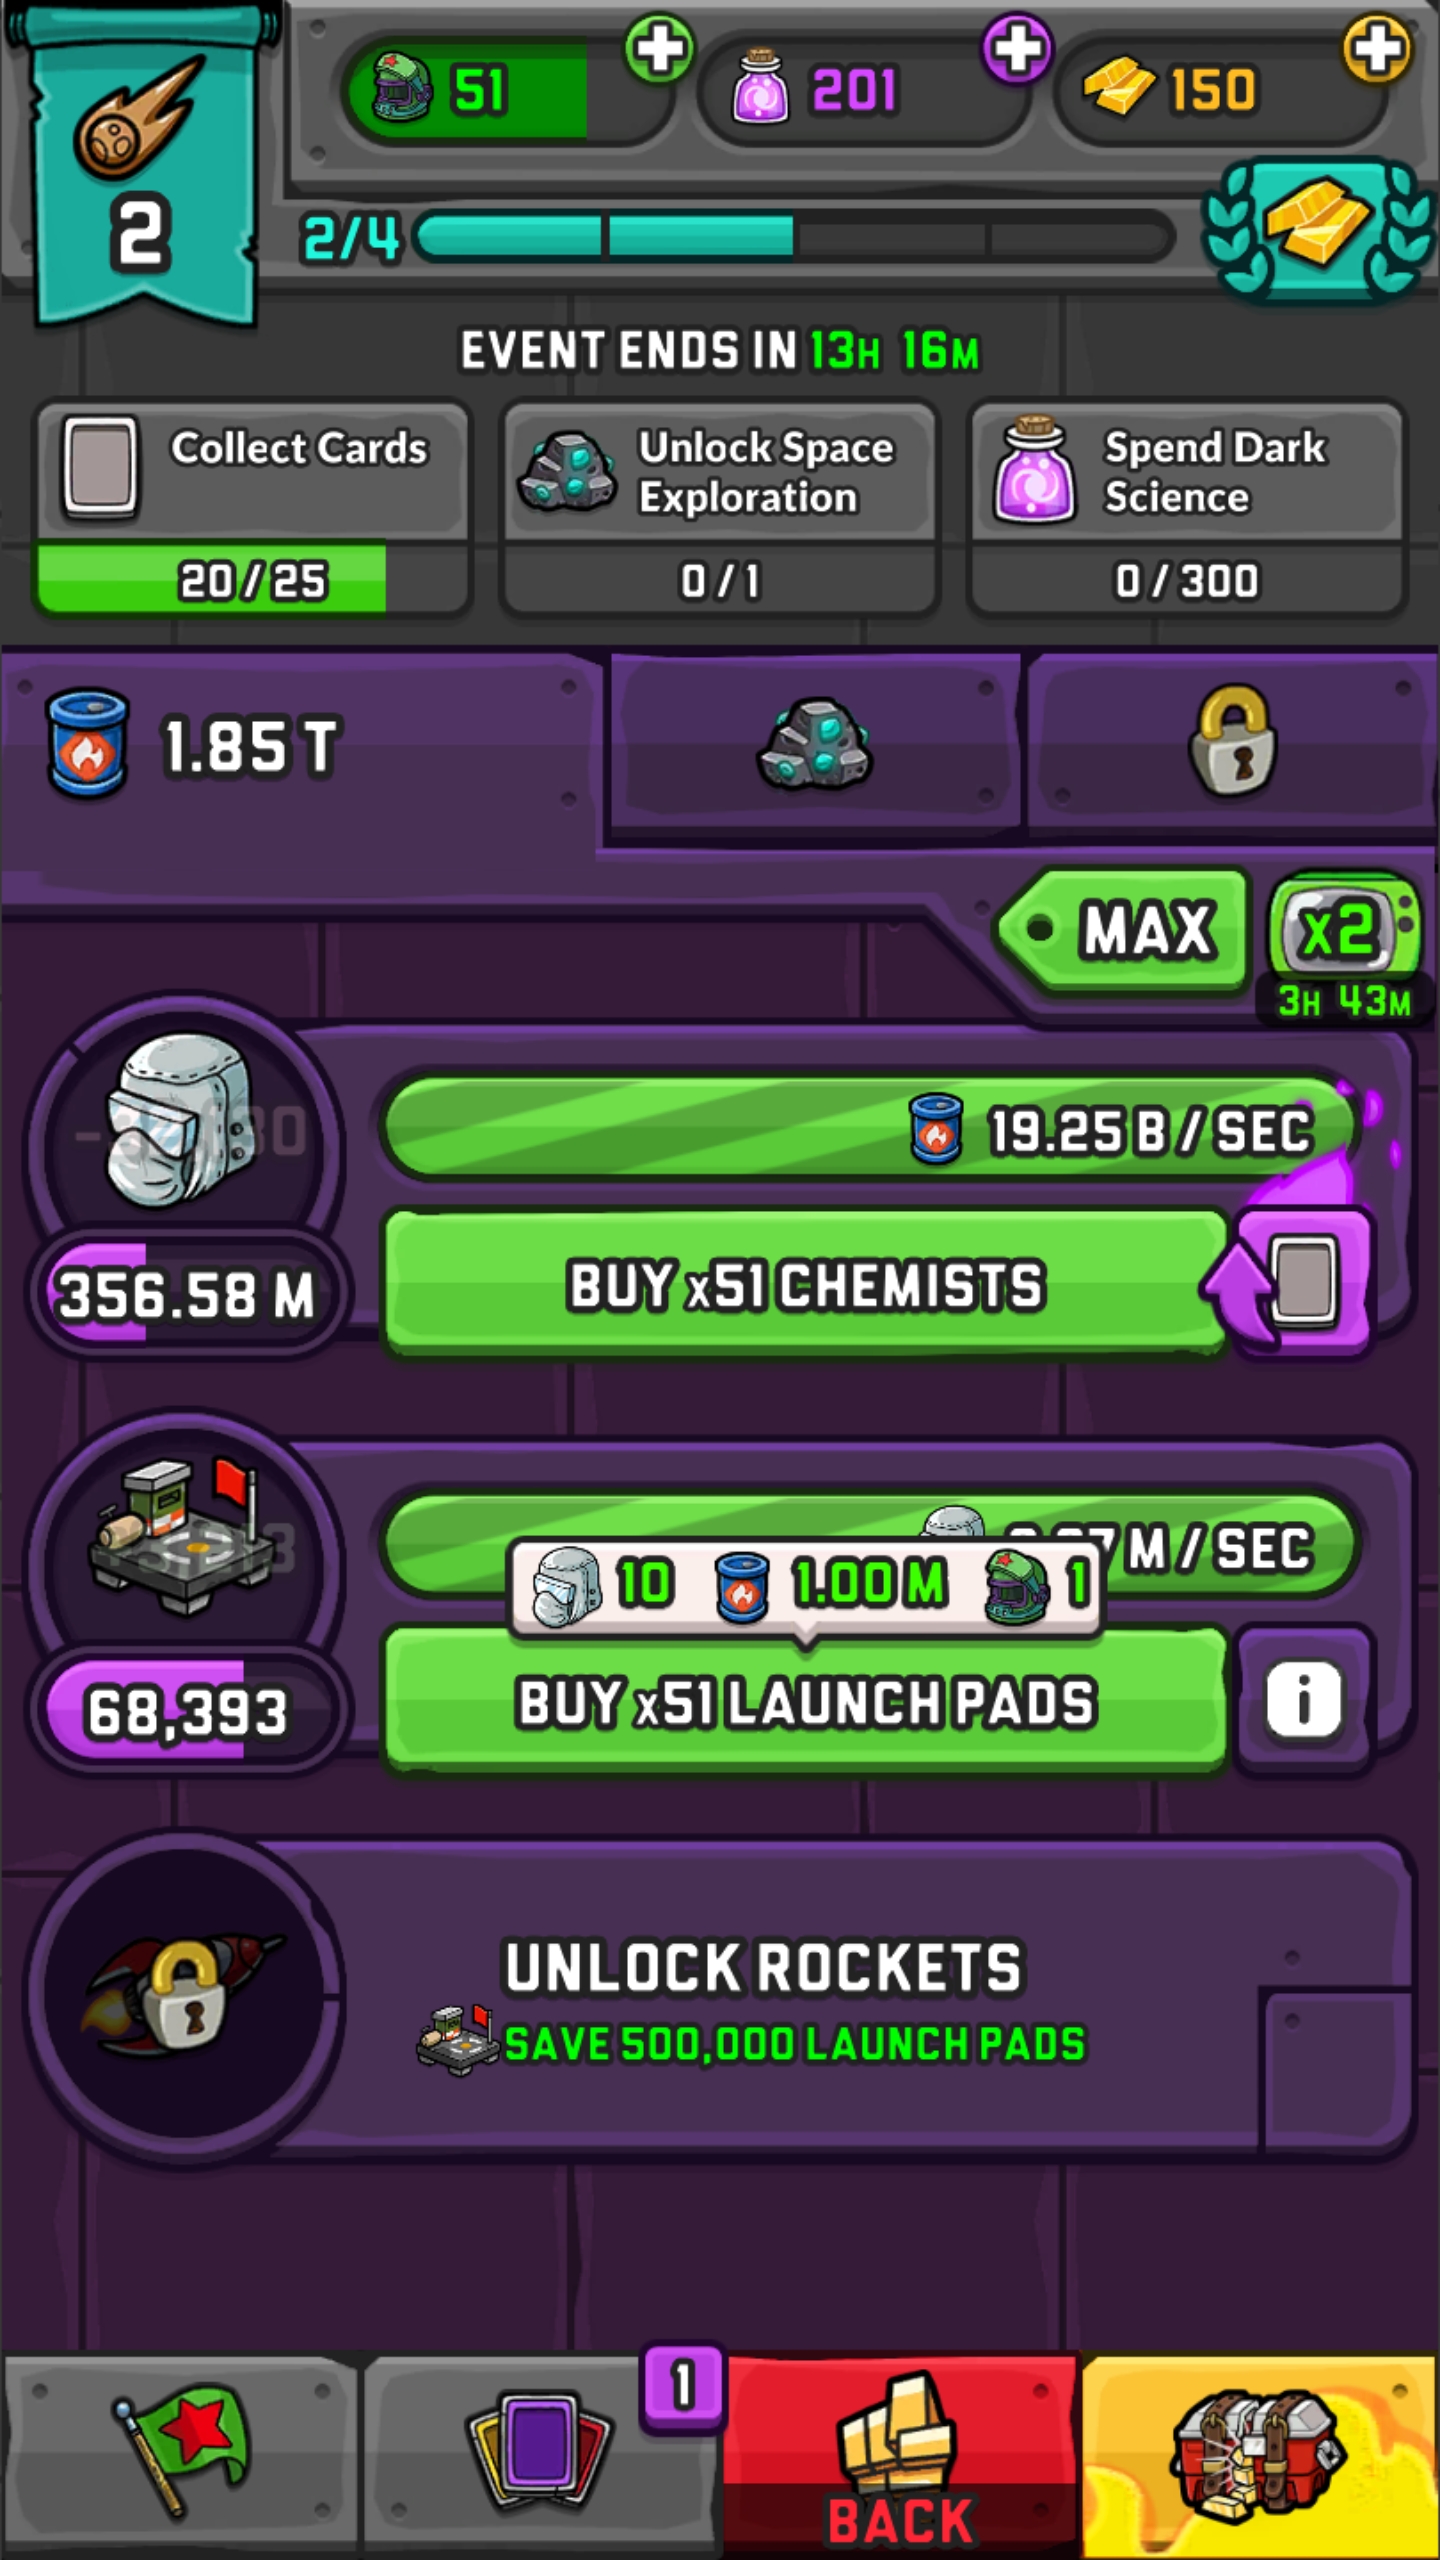 51
201
150
2
2/4
EVENT ENDS IN 13H 16M
Collect Cards
20/25
Unlock Space
Exploration
0/1
Spend Dark
Science
0/300
1.85 T
MAX
x2
3H 43M
19.25 B / SEC
356.58 M
BUY x51 CHEMISTS
M / SEC
10 1.00 M 1
68,393
BUY x51 LAUNCH PADS
i
UNLOCK ROCKETS
SAVE 500,000 LAUNCH PADS
1
BACK